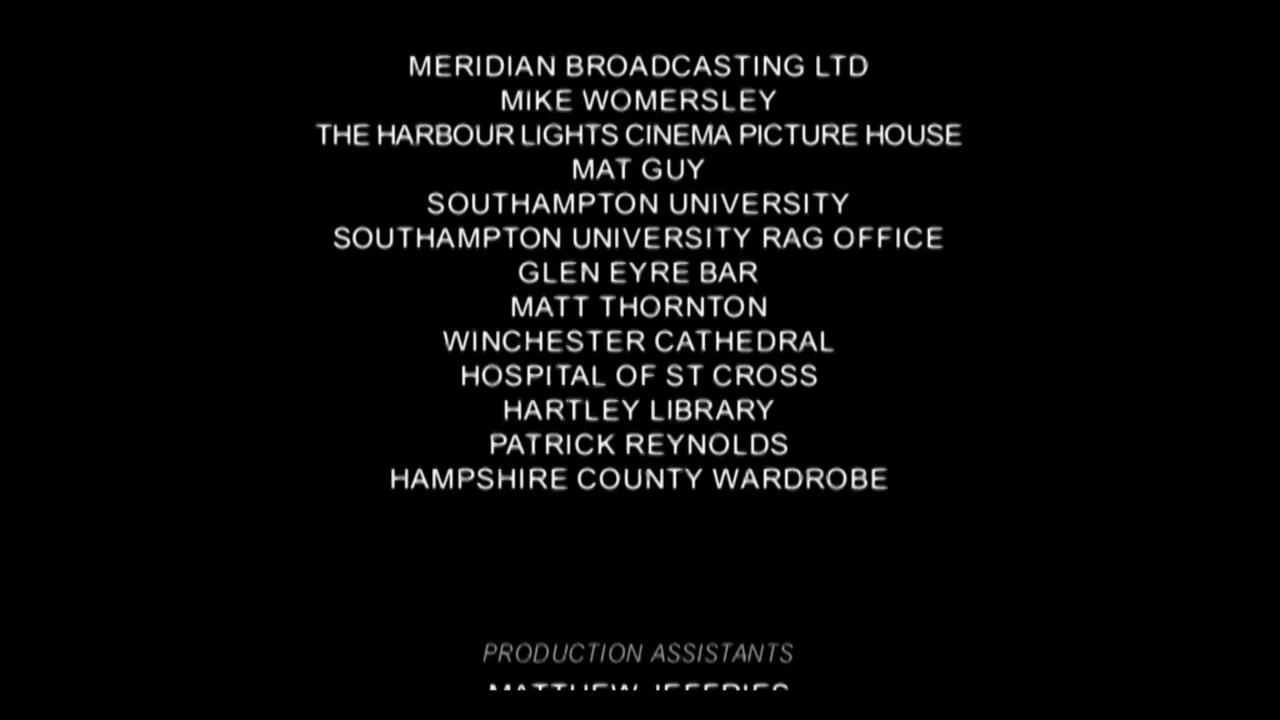 MERIDIAN BROADCASTING LTD
MIKE WOMERSLEY
THE HARBOUR LIGHTS CINEMA PICTURE HOUSE
MAT GUY
SOUTHAMPTON UNIVERSITY
SOUTHAMPTON UNIVERSITY RAG OFFICE
GLEN EYRE BAR
MATT THORNTON
WINCHESTER CATHEDRAL
HOSPITAL OF ST CROSS
HARTLEY LIBRARY
PATRICK REYNOLDS
HAMPSHIRE COUNTY WARDROBE
PRODUCTION ASSISTANTS